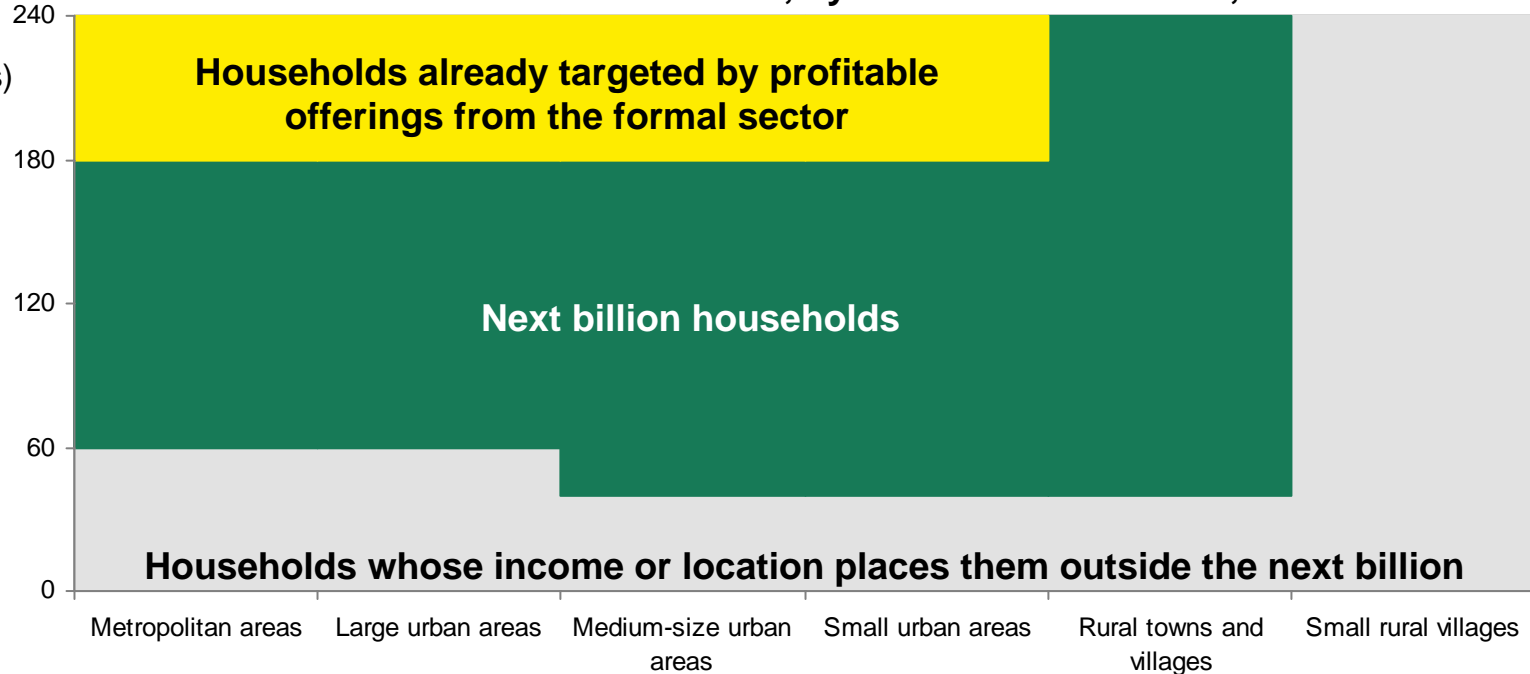 240
s)
Households already targeted by profitable
offerings from the formal sector
180
120
Next billion households
60
Households whose income or location places them outside the next billion
0
Metropolitan areas
Large urban areas
Medium-size urban
areas
Small urban areas
Rural towns and
villages
Small rural villages